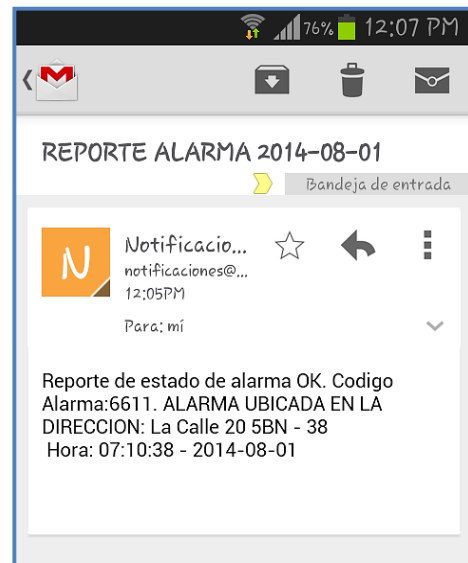 76% 12:07 PM
REPORTE ALARMA 2014-08-01
Bandeja de entrada
N
Notificacio...
notificaciones@...
12:05PM
Para: mí
Reporte de estado de alarma OK. Codigo
Alarma:6611. ALARMA UBICADA EN LA
DIRECCION: La Calle 20 5BN - 38
Hora: 07:10:38 - 2014-08-01